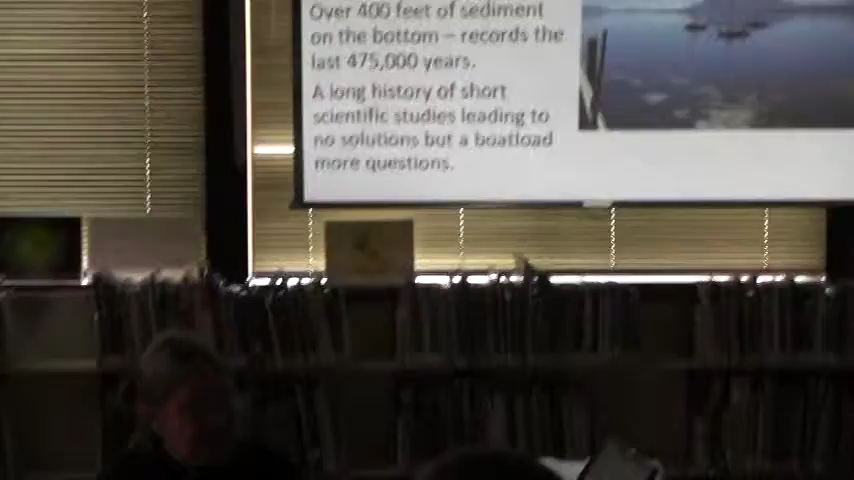 Over 400 feet of sediment
on the bottom – records the
last 475,000 years.
A long history of short
scientific studies leading to
no solutions but a boatload
more questions.